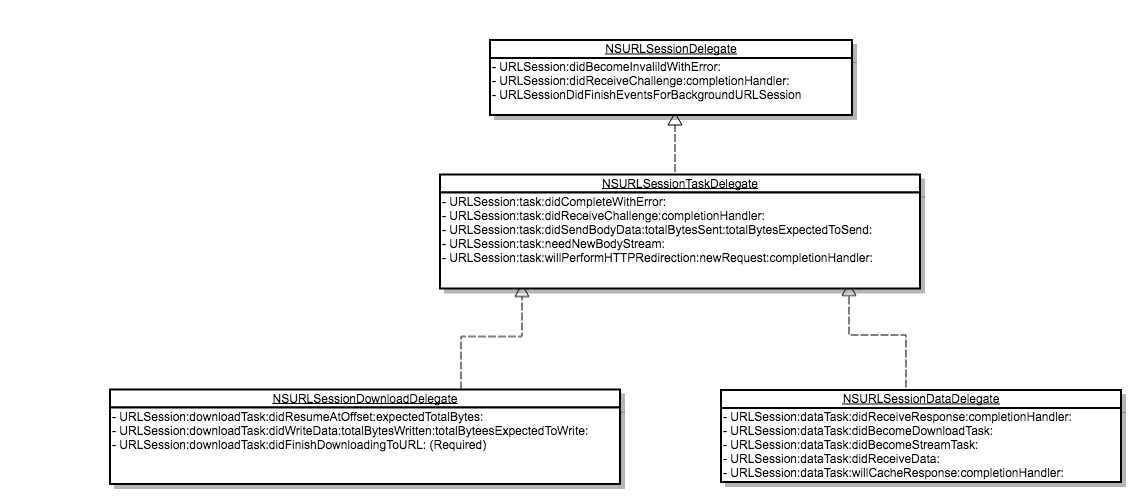 NSURLSessionDelegate
- URLSession:didBecomeInvalildWithError:
- URLSession:didReceiveChallenge:completionHandler:
- URLSessionDidFinishEventsForBackgroundURLSession
NSURLSessionTaskDelegate
- URLSession:task:didCompleteWithError:
- URLSession:task:didReceiveChallenge:completionHandler:
- URLSession:task:didSendBodyData:totalBytesSent:totalBytesExpectedToSend:
- URLSession:task:needNewBodyStream:
- URLSession:task:willPerformHTTPRedirection:newRequest:completionHandler:
NSURLSessionDownloadDelegate
- URLSession:downloadTask:didResumeAtOffset:expectedTotalBytes:
- URLSession:downloadTask:didWriteData:totalBytesWritten:totalByteesExpectedToWrite:
- URLSession:downloadTask:didFinishDownloadingToURL: (Required)
NSURLSessionDataDelegate
- URLSession:dataTask:didReceiveResponse:completionHandler:
- URLSession:dataTask:didBecomeDownloadTask:
- URLSession:dataTask:didBecomeStreamTask:
- URLSession:dataTask:didReceiveData:
- URLSession:dataTask:willCacheResponse:completionHandler: